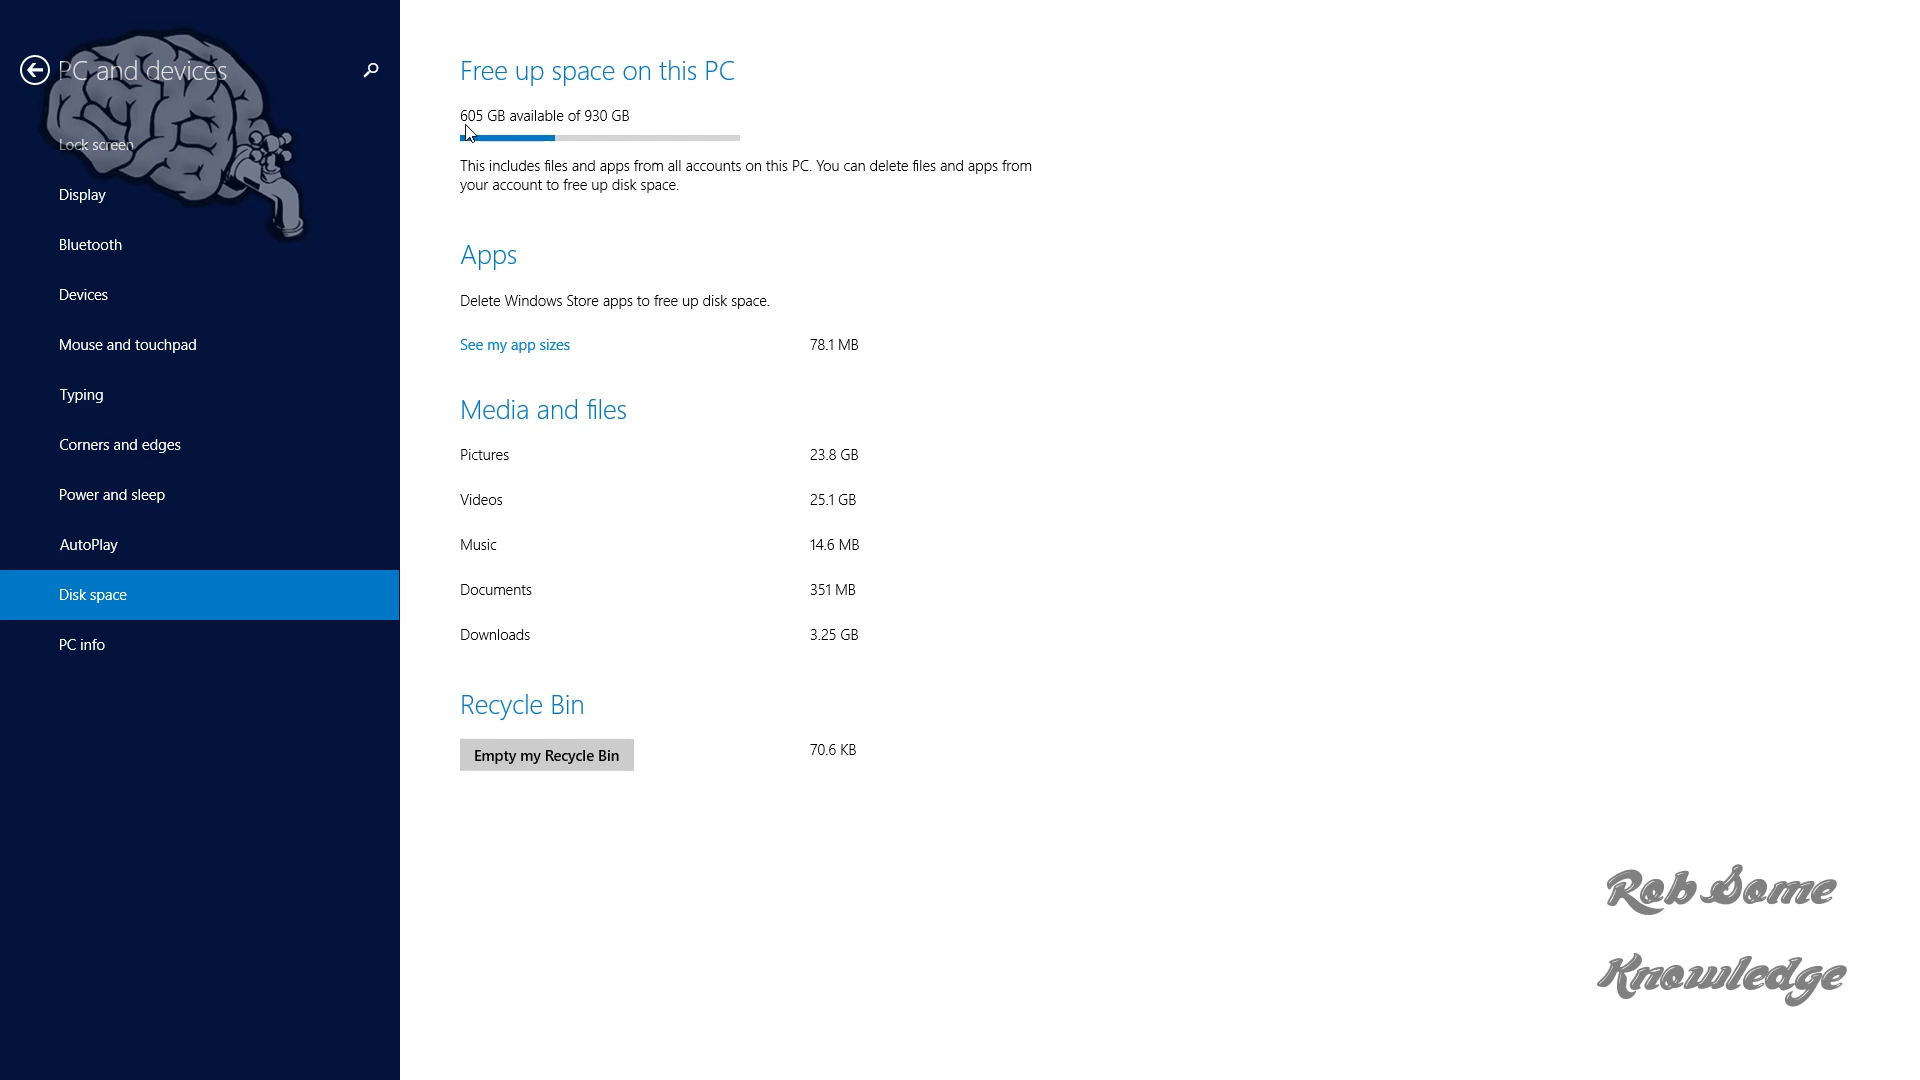 PC and devices
Lock screen
Display
Bluetooth
Devices
Mouse and touchpad
Typing
Corners and edges
Power and sleep
AutoPlay
Disk space
PC info
Free up space on this PC
605 GB available of 930 GB
This includes files and apps from all accounts on this PC. You can delete files and apps from
your account to free up disk space.
Apps
Delete Windows Store apps to free up disk space.
See my app sizes 78.1 MB
Media and files
Pictures 23.8 GB
Videos 25.1 GB
Music 14.6 MB
Documents 351 MB
Downloads 3.25 GB
Recycle Bin
Empty my Recycle Bin 70.6 KB
Rob Some
Knowledge